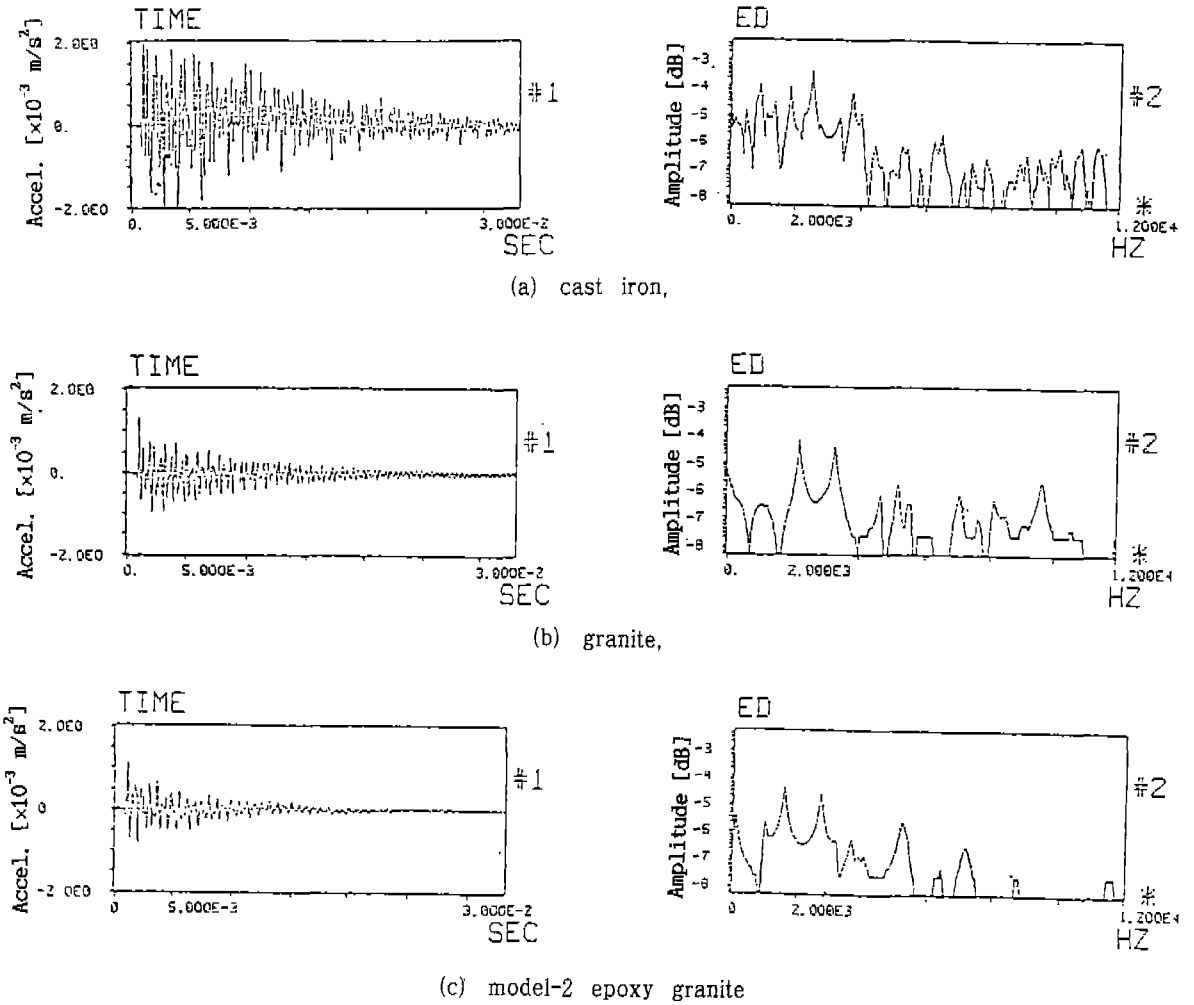 TIME
Accel. [×10⁻³ m/s²]
2.0E0
0.
-2.0E0
0. 5.000E-3 3.000E-2
SEC
#1
ED
Amplitude [dB]
-3
-4
-5
-6
-7
-8
0. 2.000E3 1.200E4
HZ
#2
*
(a) cast iron,
TIME
Accel. [×10⁻³ m/s²]
2.0E0
0.
-2.0E0
0. 5.000E-3 3.000E-2
SEC
#1
ED
Amplitude [dB]
-3
-4
-5
-6
-7
-8
0. 2.000E3 1.200E4
HZ
#2
*
(b) granite,
TIME
Accel. [×10⁻³ m/s²]
2.0E0
0
-2 0E0
0 5.000E-3 3.000E-2
SEC
#1
ED
Amplitude [dB]
-3
-4
-5
-6
-7
-8
0 2.000E3 1.200E4
HZ
#2
*
(c) model-2 epoxy granite